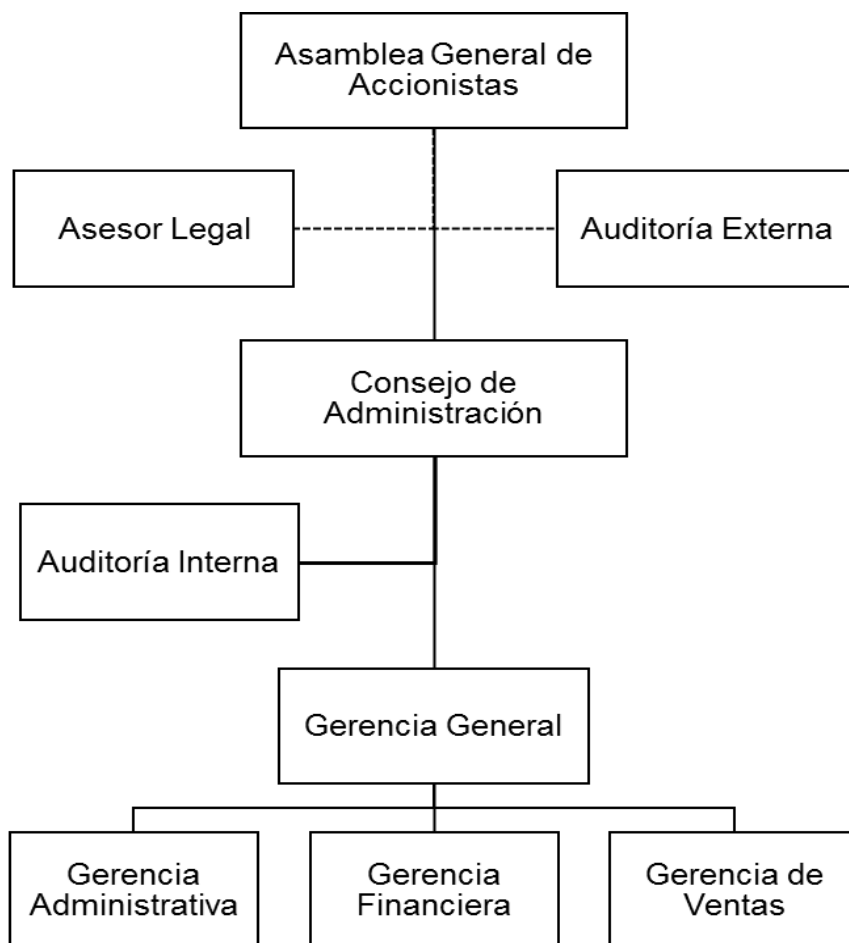 Asamblea General de
Accionistas
Asesor Legal
Auditoría Externa
Consejo de
Administración
Auditoría Interna
Gerencia General
Gerencia
Administrativa
Gerencia
Financiera
Gerencia de
Ventas